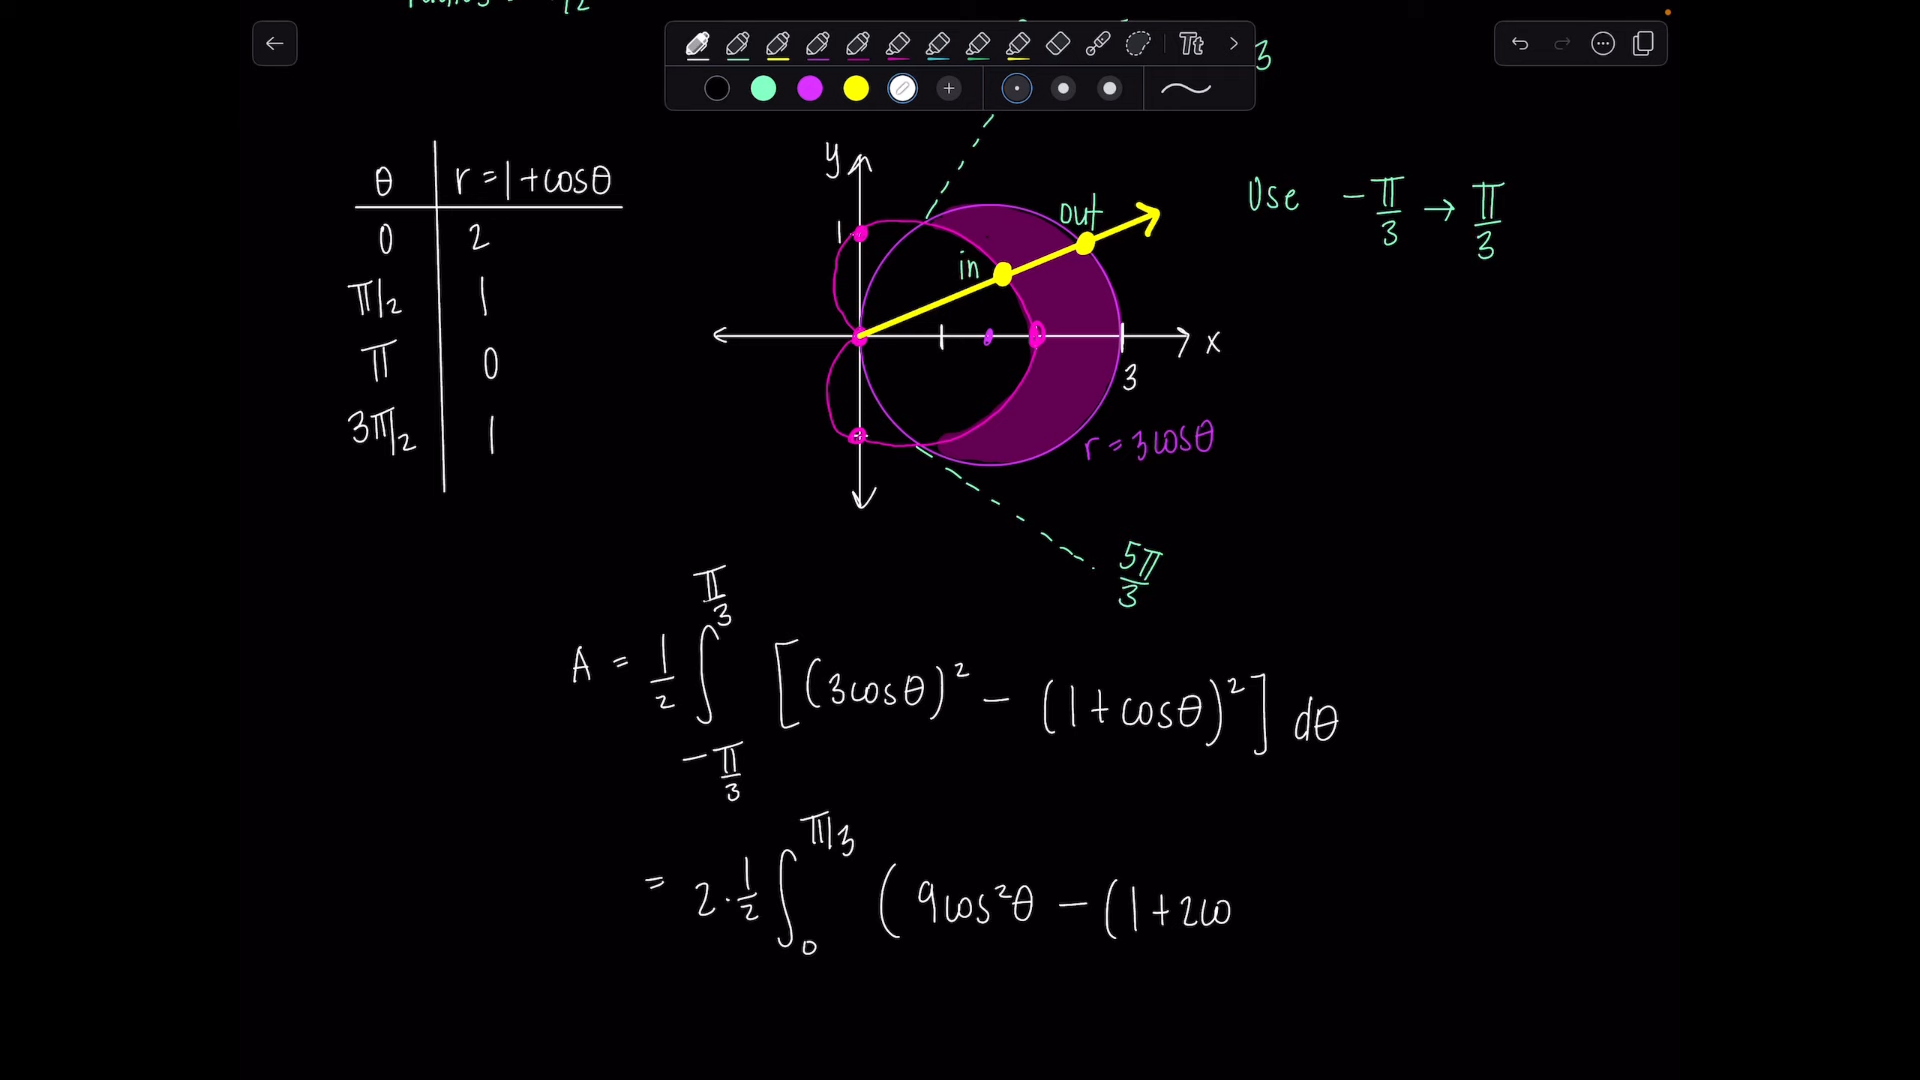 Tt
3
θ r = 1 + cosθ
0 2
π/2 1
π 0
3π/2 1
y
1
out
in
x
3
r = 3cosθ
5π/3
Use -π/3 → π/3
A = 1/2 ∫_{-π/3}^{π/3} [(3cosθ)² - (1+cosθ)²] dθ
= 2·1/2 ∫_0^{π/3} (9cos²θ - (1+2co